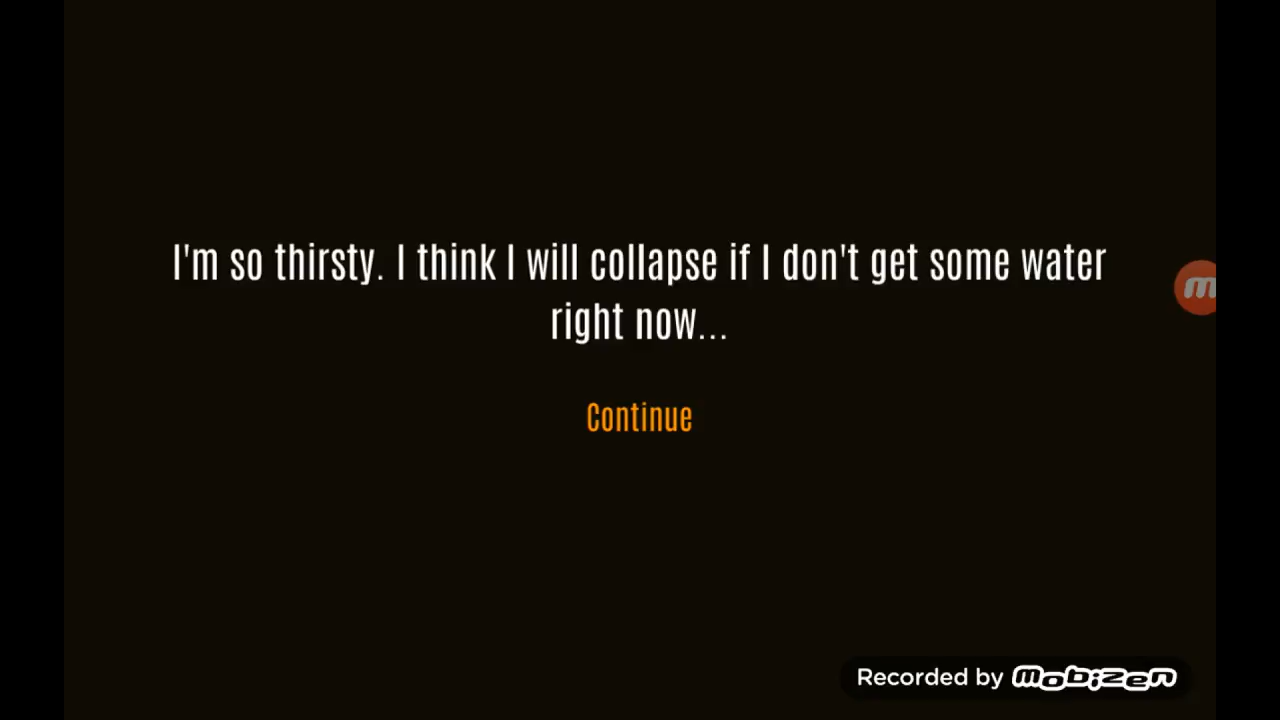 I'm so thirsty. I think I will collapse if I don't get some water
right now...
Continue
m
Recorded by mobizen